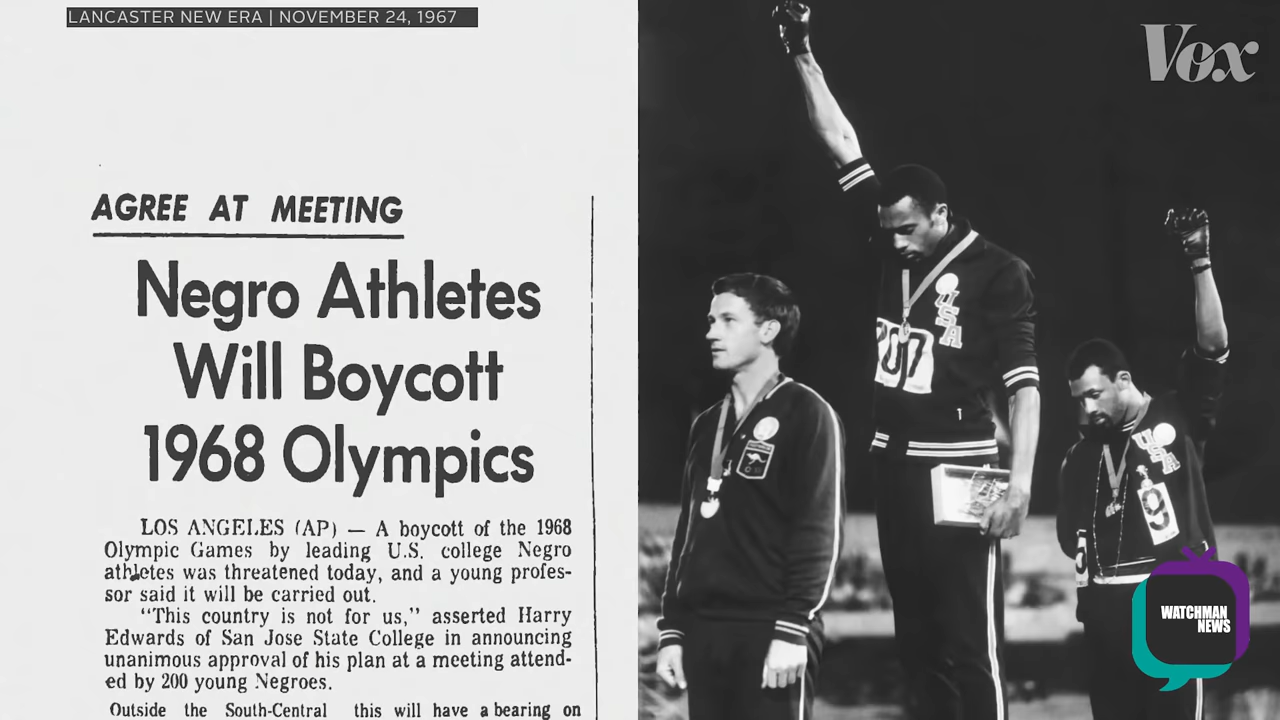 LANCASTER NEW ERA | NOVEMBER 24, 1967
AGREE AT MEETING
Negro Athletes
Will Boycott
1968 Olympics
LOS ANGELES (AP) — A boycott of the 1968
Olympic Games by leading U.S. college Negro
athletes was threatened today, and a young profes-
sor said it will be carried out.
"This country is not for us," asserted Harry
Edwards of San Jose State College in announcing
unanimous approval of his plan at a meeting attend-
ed by 200 young Negroes.
Outside the South-Central this will have a bearing on
Vox
USA
USA
9
WATCHMAN
NEWS